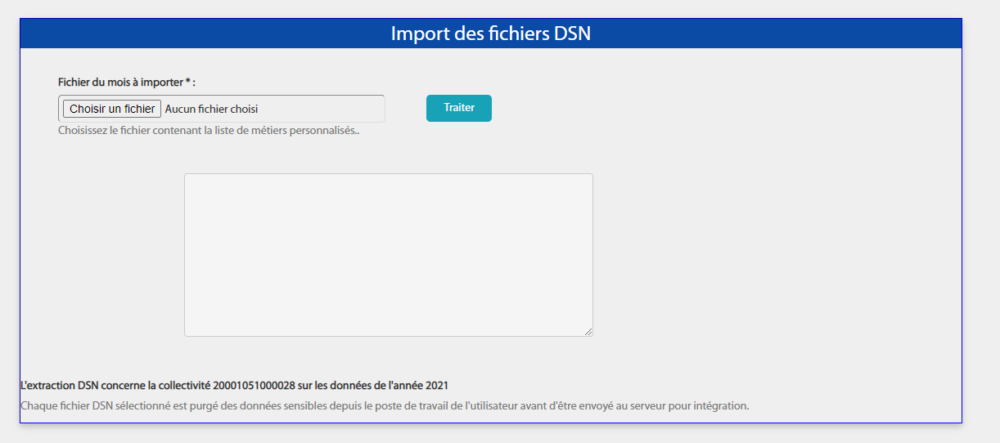 Import des fichiers DSN
Fichier du mois à importer * :
Choisir un fichier Aucun fichier choisi
Traiter
Choisissez le fichier contenant la liste de métiers personnalisés..
L'extraction DSN concerne la collectivité 20001051000028 sur les données de l'année 2021
Chaque fichier DSN sélectionné est purgé des données sensibles depuis le poste de travail de l'utilisateur avant d'être envoyé au serveur pour intégration.